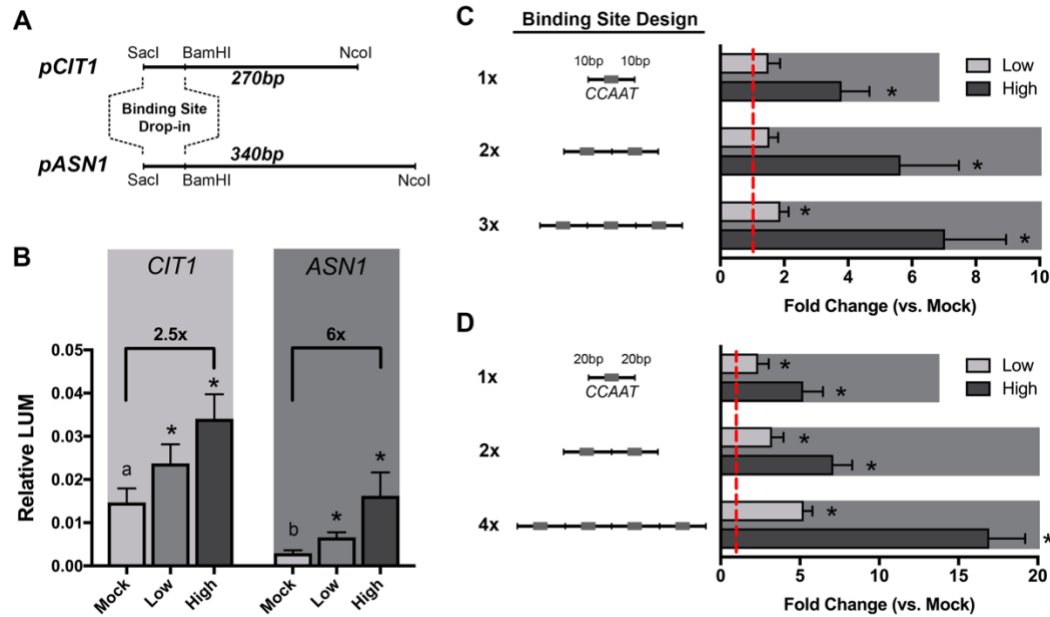 A
SacI BamHI NcoI
pCIT1
270bp
Binding Site
Drop-in
340bp
pASN1
SacI BamHI NcoI
B
CIT1 ASN1
2.5x 6x
Relative LUM
0.05
0.04
0.03
0.02
0.01
0.00
a * * b * *
Mock Low High Mock Low High
C
Binding Site Design
1x
10bp 10bp
CCAAT
2x
3x
Low
High
*
*
*
*
0 2 4 6 8 10
Fold Change (vs. Mock)
D
1x
20bp 20bp
CCAAT
2x
4x
Low
High
*
*
*
*
*
*
0 5 10 15 20
Fold Change (vs. Mock)